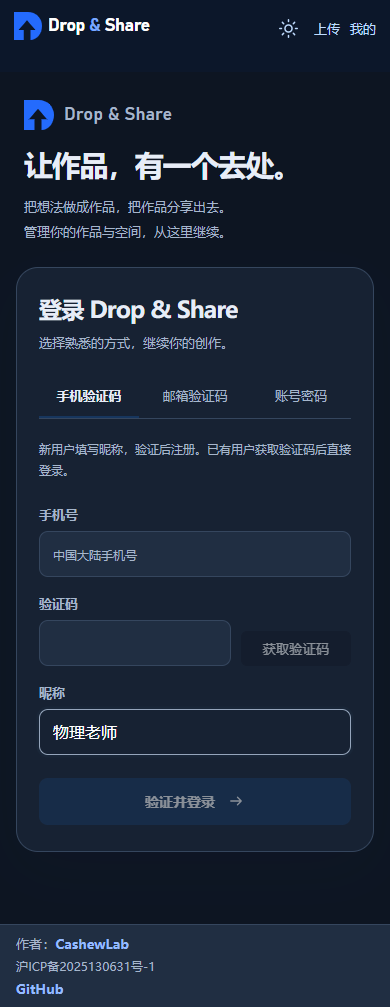 Drop & Share
上传 我的
Drop & Share
让作品，有一个去处。
把想法做成作品，把作品分享出去。
管理你的作品与空间，从这里继续。
登录 Drop & Share
选择熟悉的方式，继续你的创作。
手机验证码 邮箱验证码 账号密码
新用户填写昵称，验证后注册。已有用户获取验证码后直接
登录。
手机号
中国大陆手机号
验证码
获取验证码
昵称
物理老师
验证并登录 →
作者：CashewLab
沪ICP备2025130631号-1
GitHub